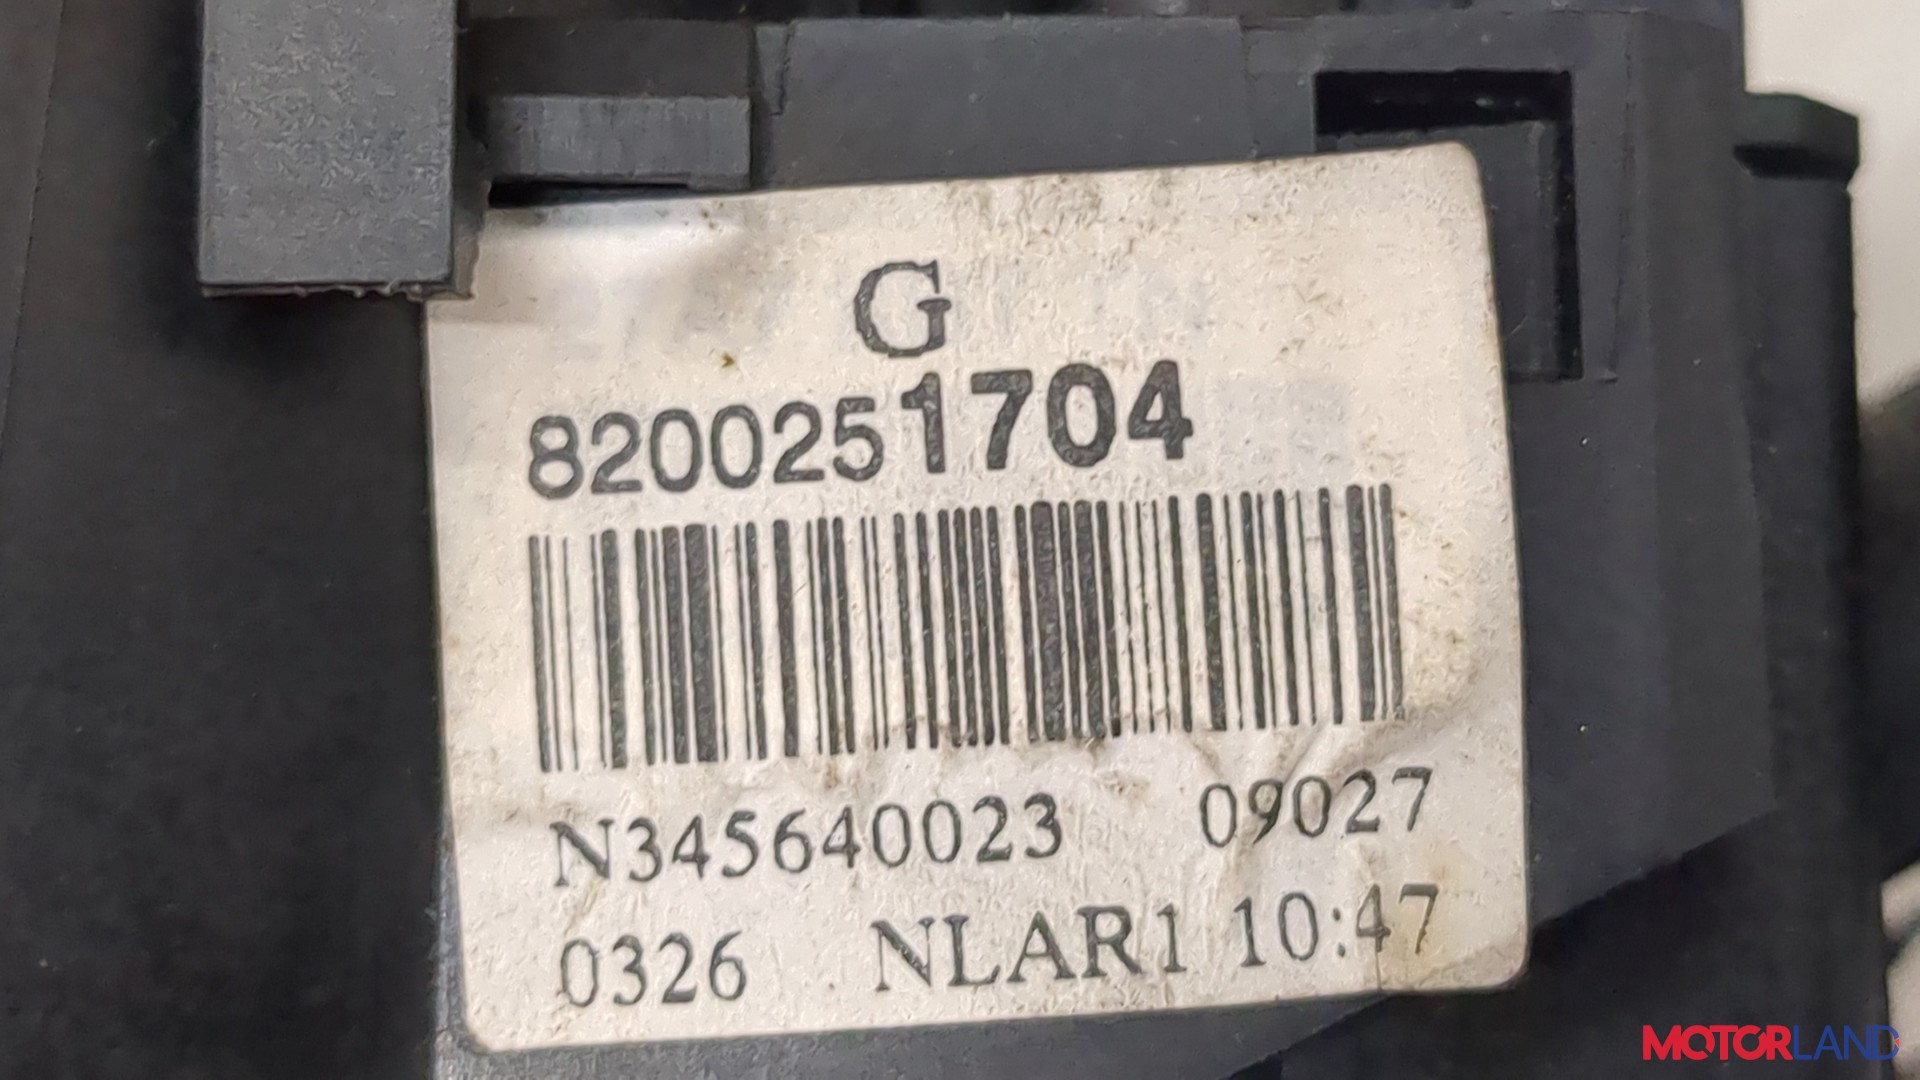 G
8200251704
N345640023 09027
0326 NLAR1 10:47
MOTORLAND